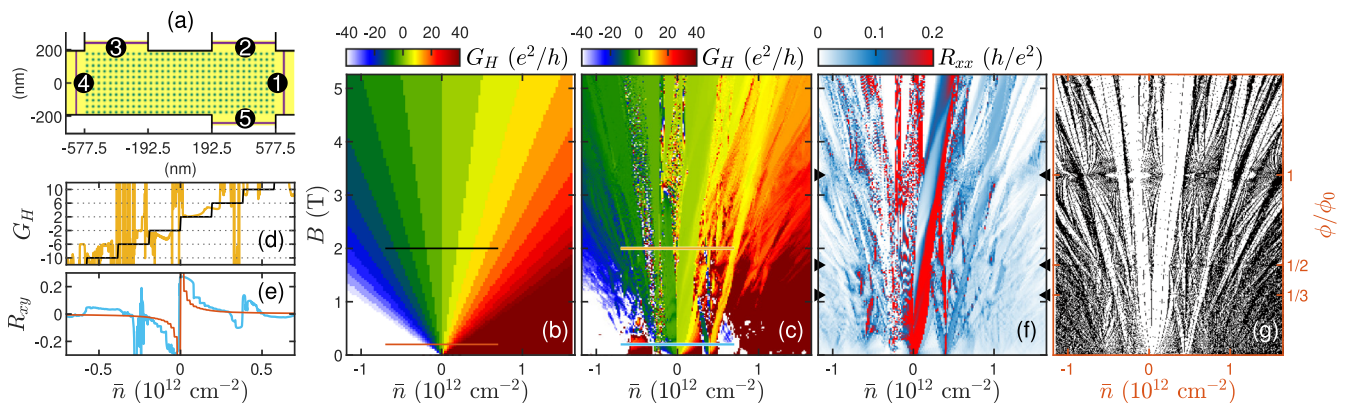 (a)
200
0
-200
(nm)
-577.5 -192.5 192.5 577.5
(nm)
3
2
4
1
5
10
6
2
-2
-6
-10
G_H
(d)
0.2
0
-0.2
R_xy
(e)
-0.5 0 0.5
n̄ (10^12 cm^-2)
-40 -20 0 20 40
G_H (e^2/h)
5
4
3
2
1
0
B (T)
(b)
-1 0 1
n̄ (10^12 cm^-2)
-40 -20 0 20 40
G_H (e^2/h)
(c)
-1 0 1
n̄ (10^12 cm^-2)
0 0.1 0.2
R_xx (h/e^2)
(f)
-1 0 1
n̄ (10^12 cm^-2)
1
1/2
1/3
ϕ/ϕ_0
(g)
-1 0 1
n̄ (10^12 cm^-2)